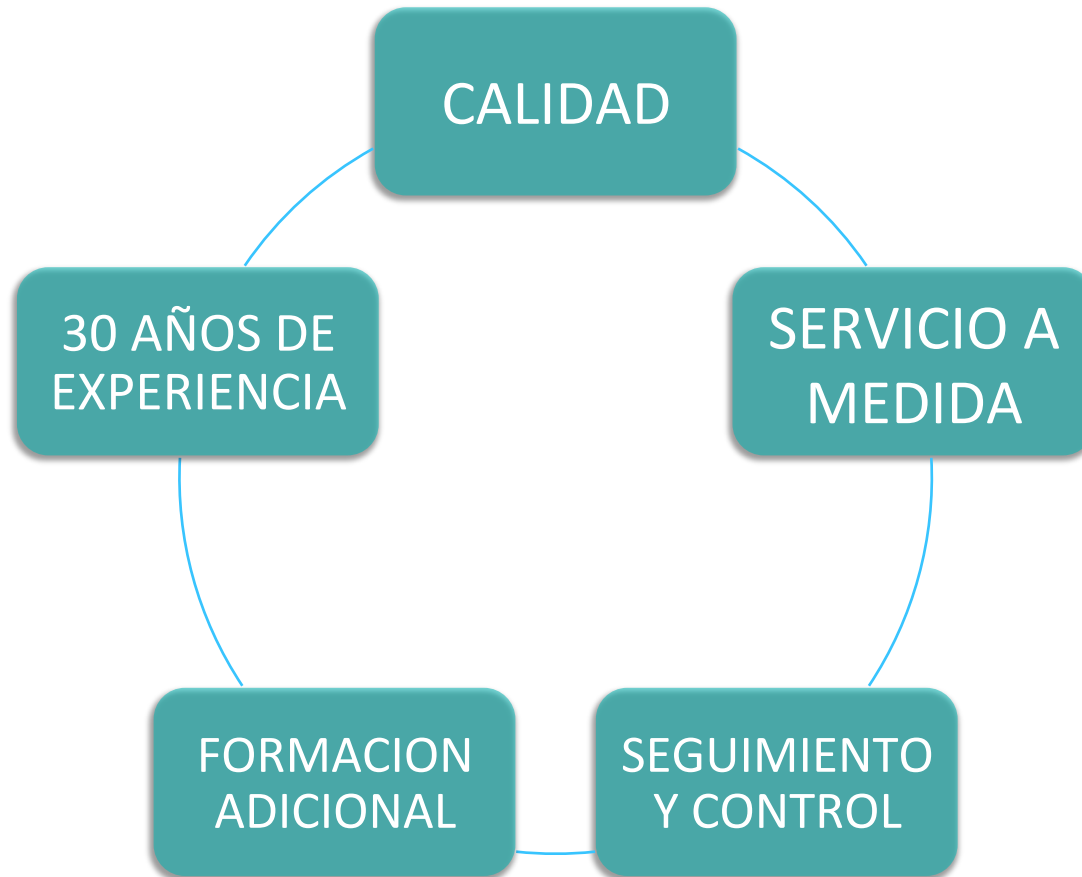 CALIDAD
SERVICIO A
MEDIDA
SEGUIMIENTO
Y CONTROL
FORMACION
ADICIONAL
30 AÑOS DE
EXPERIENCIA